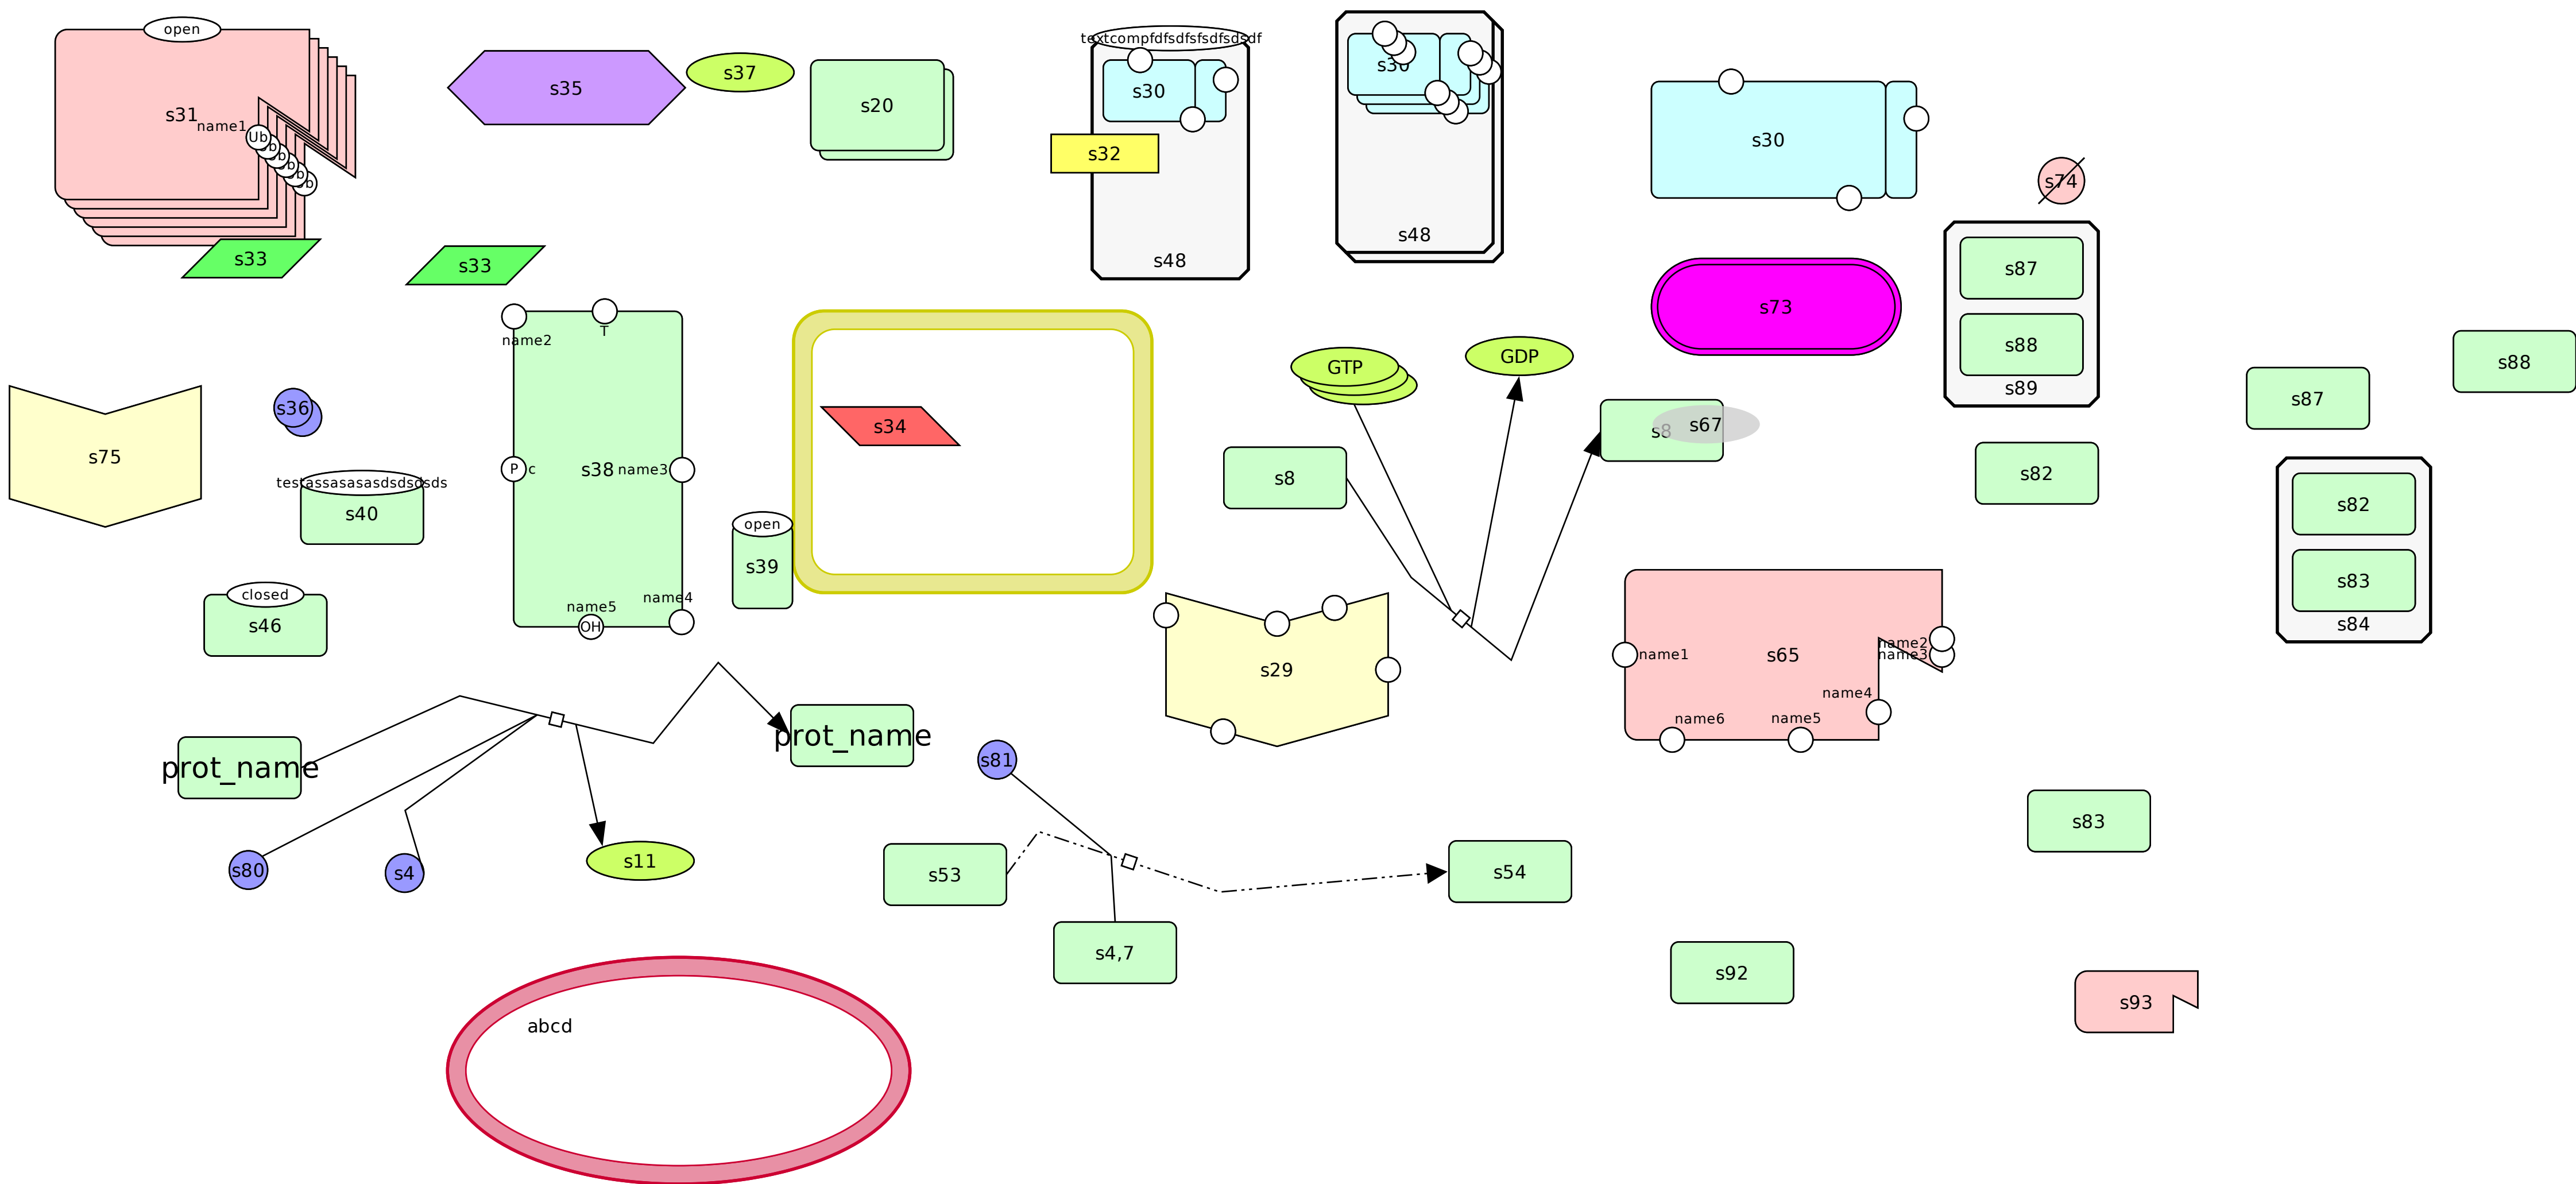 open
s31
name1
Ub
b
b
b
b
b
s33
s35
s37
s20
s33
textcompfdfsdfsfsdfsdsdf
s30
s32
s48
s30
s48
s30
s74
s73
s87
s88
s89
s88
s87
s82
s82
s83
s84
s75
s36
testassasasasdsdsdsds
s40
closed
s46
name2
T
P
c
s38
name3
name4
name5
OH
open
s39
s34
GTP
GDP
s8
s8
s67
s29
name1
s65
name2
name3
name4
name5
name6
prot_name
prot_name
s80
s4
s11
s81
s53
s54
s4,7
s83
s92
s93
abcd